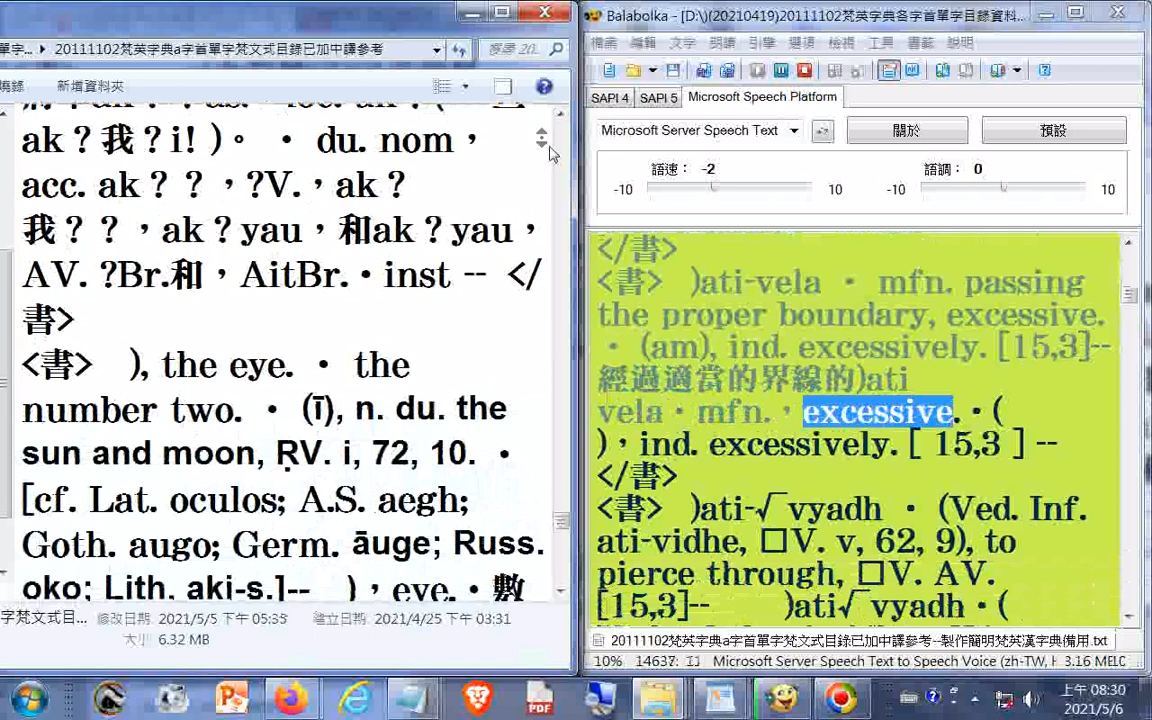 單字... ▸ 20111102梵英字典a字首單字梵文式目錄已加中譯參考
搜尋 20...
燒錄 新增資料夾
ak？我？i! )。 • du. nom，
acc. ak？？，?V.，ak？
我？？，ak？yau，和ak？yau，
AV. ?Br.和，AitBr.•inst -- </
書>
<書> ), the eye. • the
number two. • (ī), n. du. the
sun and moon, ṚV. i, 72, 10. •
[cf. Lat. oculos; A.S. aegh;
Goth. augo; Germ. āuge; Russ.
oko; Lith. aki-s.]-- )，eye.•數
字梵文式目... 修改日期: 2021/5/5 下午 05:35 建立日期: 2021/4/25 下午 03:31
大小: 6.32 MB
Balabolka - [D:\)(20210419)20111102梵英字典各字首單字目錄資料...
檔案 編輯 文字 朗讀 引擎 選項 檢視 工具 書籤 說明
SAPI 4 SAPI 5 Microsoft Speech Platform
Microsoft Server Speech Text 關於 預設
語速: -2 語調: 0
-10 10 -10 10
</書>
<書> )ati-vela • mfn. passing
the proper boundary, excessive.
• (am), ind. excessively. [15,3]--
經過適當的界線的)ati
vela•mfn.，excessive.•(
)，ind. excessively.[ 15,3 ] --
</書>
<書> )ati-√ vyadh • (Ved. Inf.
ati-vidhe, □V. v, 62, 9), to
pierce through, □V. AV.
[15,3]-- )ati√ vyadh•(
20111102梵英字典a字首單字梵文式目錄已加中譯參考--製作簡明梵英漢字典備用.txt
10% 14637: 11 Microsoft Server Speech Text to Speech Voice (zh-TW, H 3.16 MELC
上午 08:30
2021/5/6